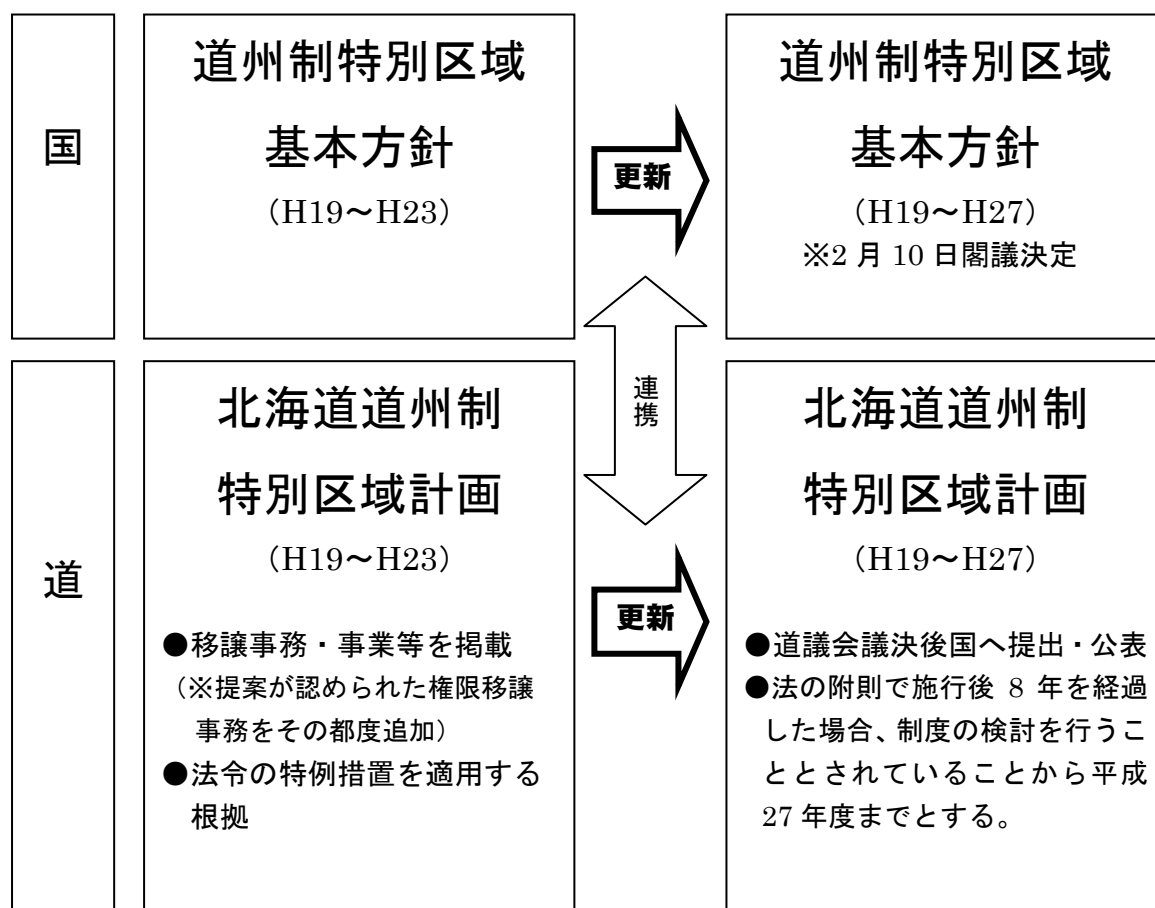 国
道州制特別区域
基本方針
（H19～H23）
更新
道州制特別区域
基本方針
（H19～H27）
※2月10日閣議決定
連
携
道
北海道道州制
特別区域計画
（H19～H23）
●移譲事務・事業等を掲載
（※提案が認められた権限移譲
事務をその都度追加）
●法令の特例措置を適用する
根拠
更新
北海道道州制
特別区域計画
（H19～H27）
●道議会議決後国へ提出・公表
●法の附則で施行後 8 年を経過
した場合、制度の検討を行うこ
ととされていることから平成
27年度までとする。